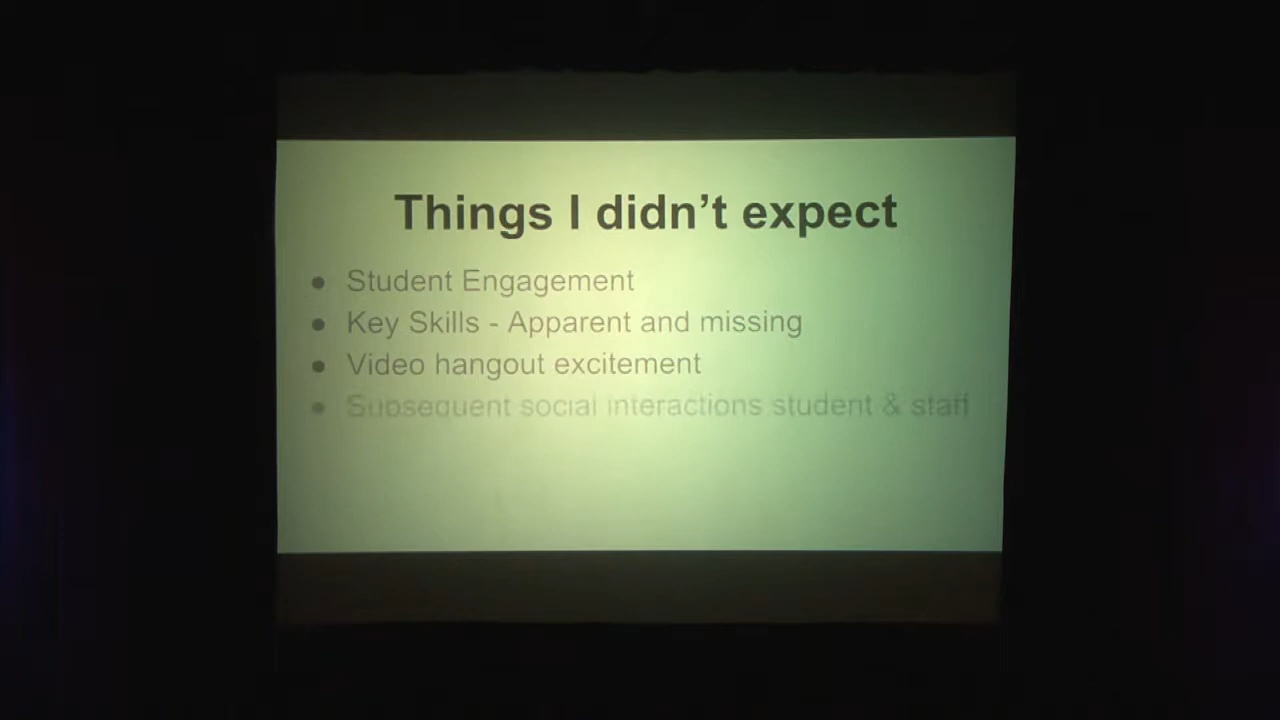 Things I didn’t expect
● Student Engagement
● Key Skills - Apparent and missing
● Video hangout excitement
● Subsequent social interactions student & staff